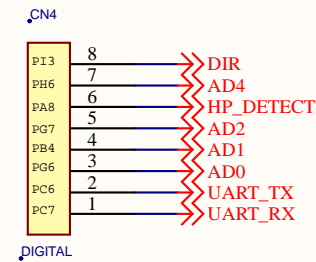 CN4
PI3 8 DIR
PH6 7 AD4
PA8 6 HP_DETECT
PG7 5 AD2
PB4 4 AD1
PG6 3 AD0
PC6 2 UART_TX
PC7 1 UART_RX
DIGITAL